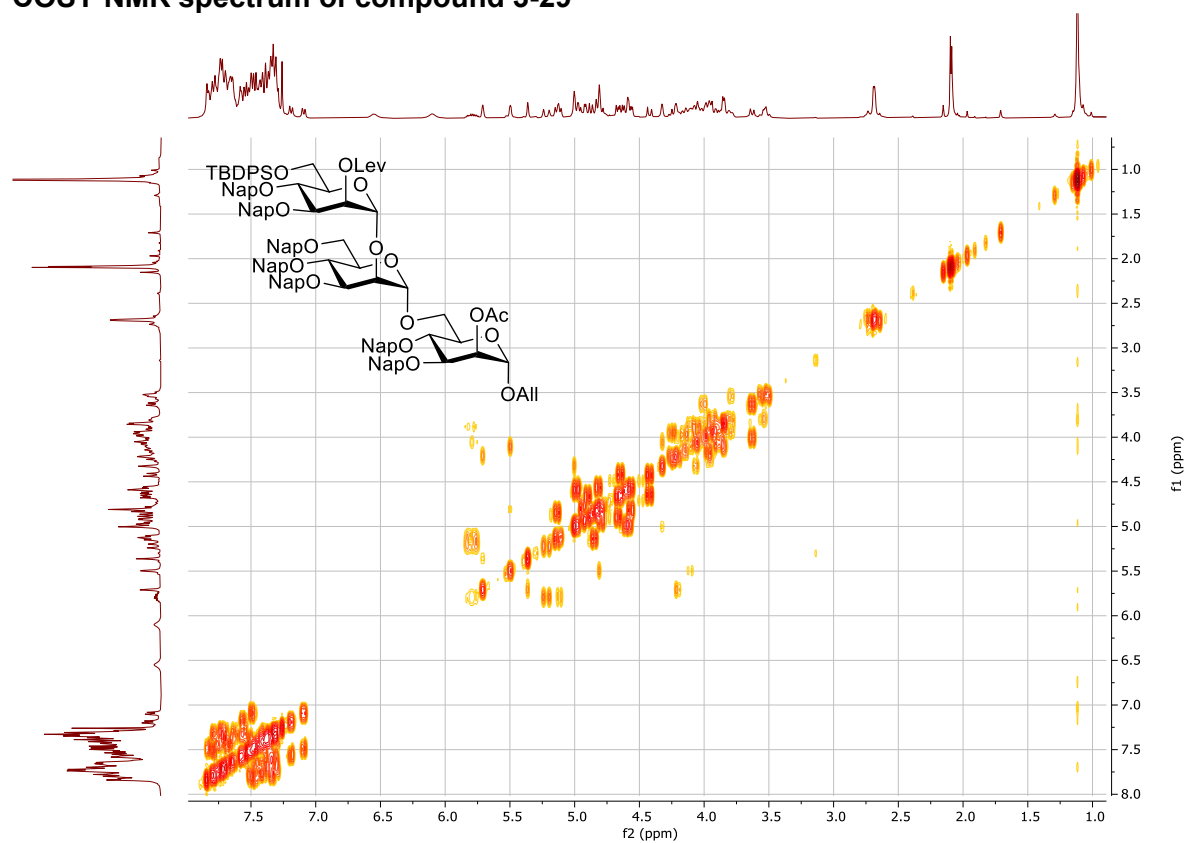 COSY NMR spectrum of compound 3-29
TBDPSO
OLev
NapO
O
NapO
O
NapO
NapO
O
NapO
O
OAc
NapO
O
NapO
OAll
1.0
1.5
2.0
2.5
3.0
3.5
4.0
4.5
5.0
5.5
6.0
6.5
7.0
7.5
8.0
f1 (ppm)
7.5 7.0 6.5 6.0 5.5 5.0 4.5 4.0 3.5 3.0 2.5 2.0 1.5 1.0
f2 (ppm)